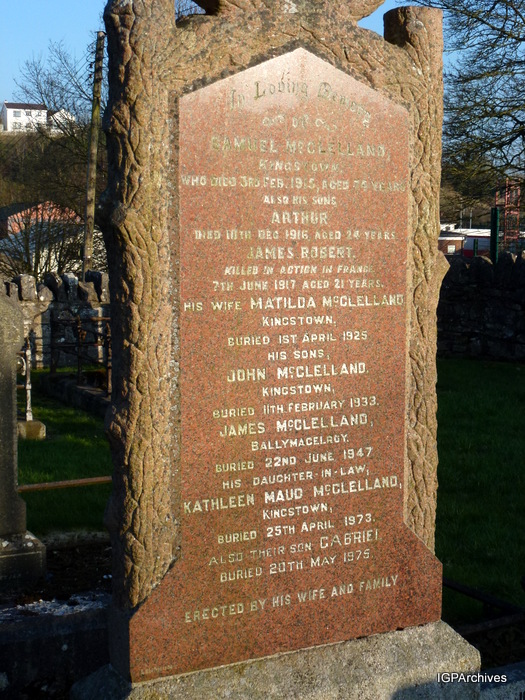 In Loving Memory
OF
SAMUEL McCLELLAND,
KINGSTOWN,
WHO DIED 3RD FEB. 1915, AGED 75 YEARS
ALSO HIS SONS
ARTHUR
DIED 10TH DEC 1916 AGED 24 YEARS.
JAMES ROBERT.
KILLED IN ACTION IN FRANCE
7TH JUNE 1917 AGED 21 YEARS.
HIS WIFE MATILDA McCLELLAND
KINGSTOWN,
BURIED 1ST APRIL 1925
HIS SONS,
JOHN McCLELLAND,
KINGSTOWN,
BURIED 11TH FEBRUARY 1933.
JAMES McCLELLAND,
BALLYMAGELROY.
BURIED 22ND JUNE 1947
HIS DAUGHTER-IN-LAW,
KATHLEEN MAUD McCLELLAND,
KINGSTOWN,
BURIED 25TH APRIL 1973.
ALSO THEIR SON GABRIEL
BURIED 20TH MAY 1975.
ERECTED BY HIS WIFE AND FAMILY
IGPArchives